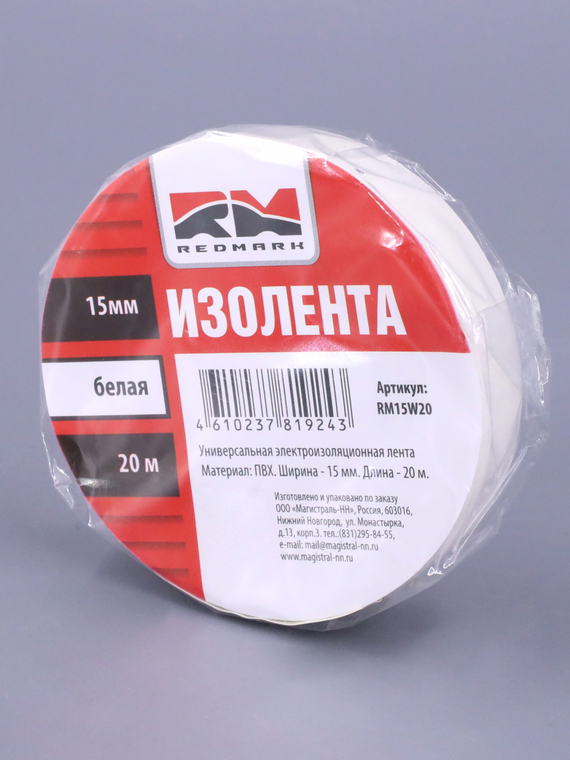 RM
REDMARK
15мм
ИЗОЛЕНТА
белая
20 м
4 610237 819243
Артикул:
RM15W20
Универсальная электроизоляционная лента
Материал: ПВХ. Ширина - 15 мм. Длина - 20 м.
Изготовлено и упаковано по заказу
ООО «Магистраль-НН», Россия, 603016,
Нижний Новгород, ул. Монастырка,
д.13, корп.3. тел.:(831)295-84-55,
e-mail: mail@magistral-nn.ru
www.magistral-nn.ru